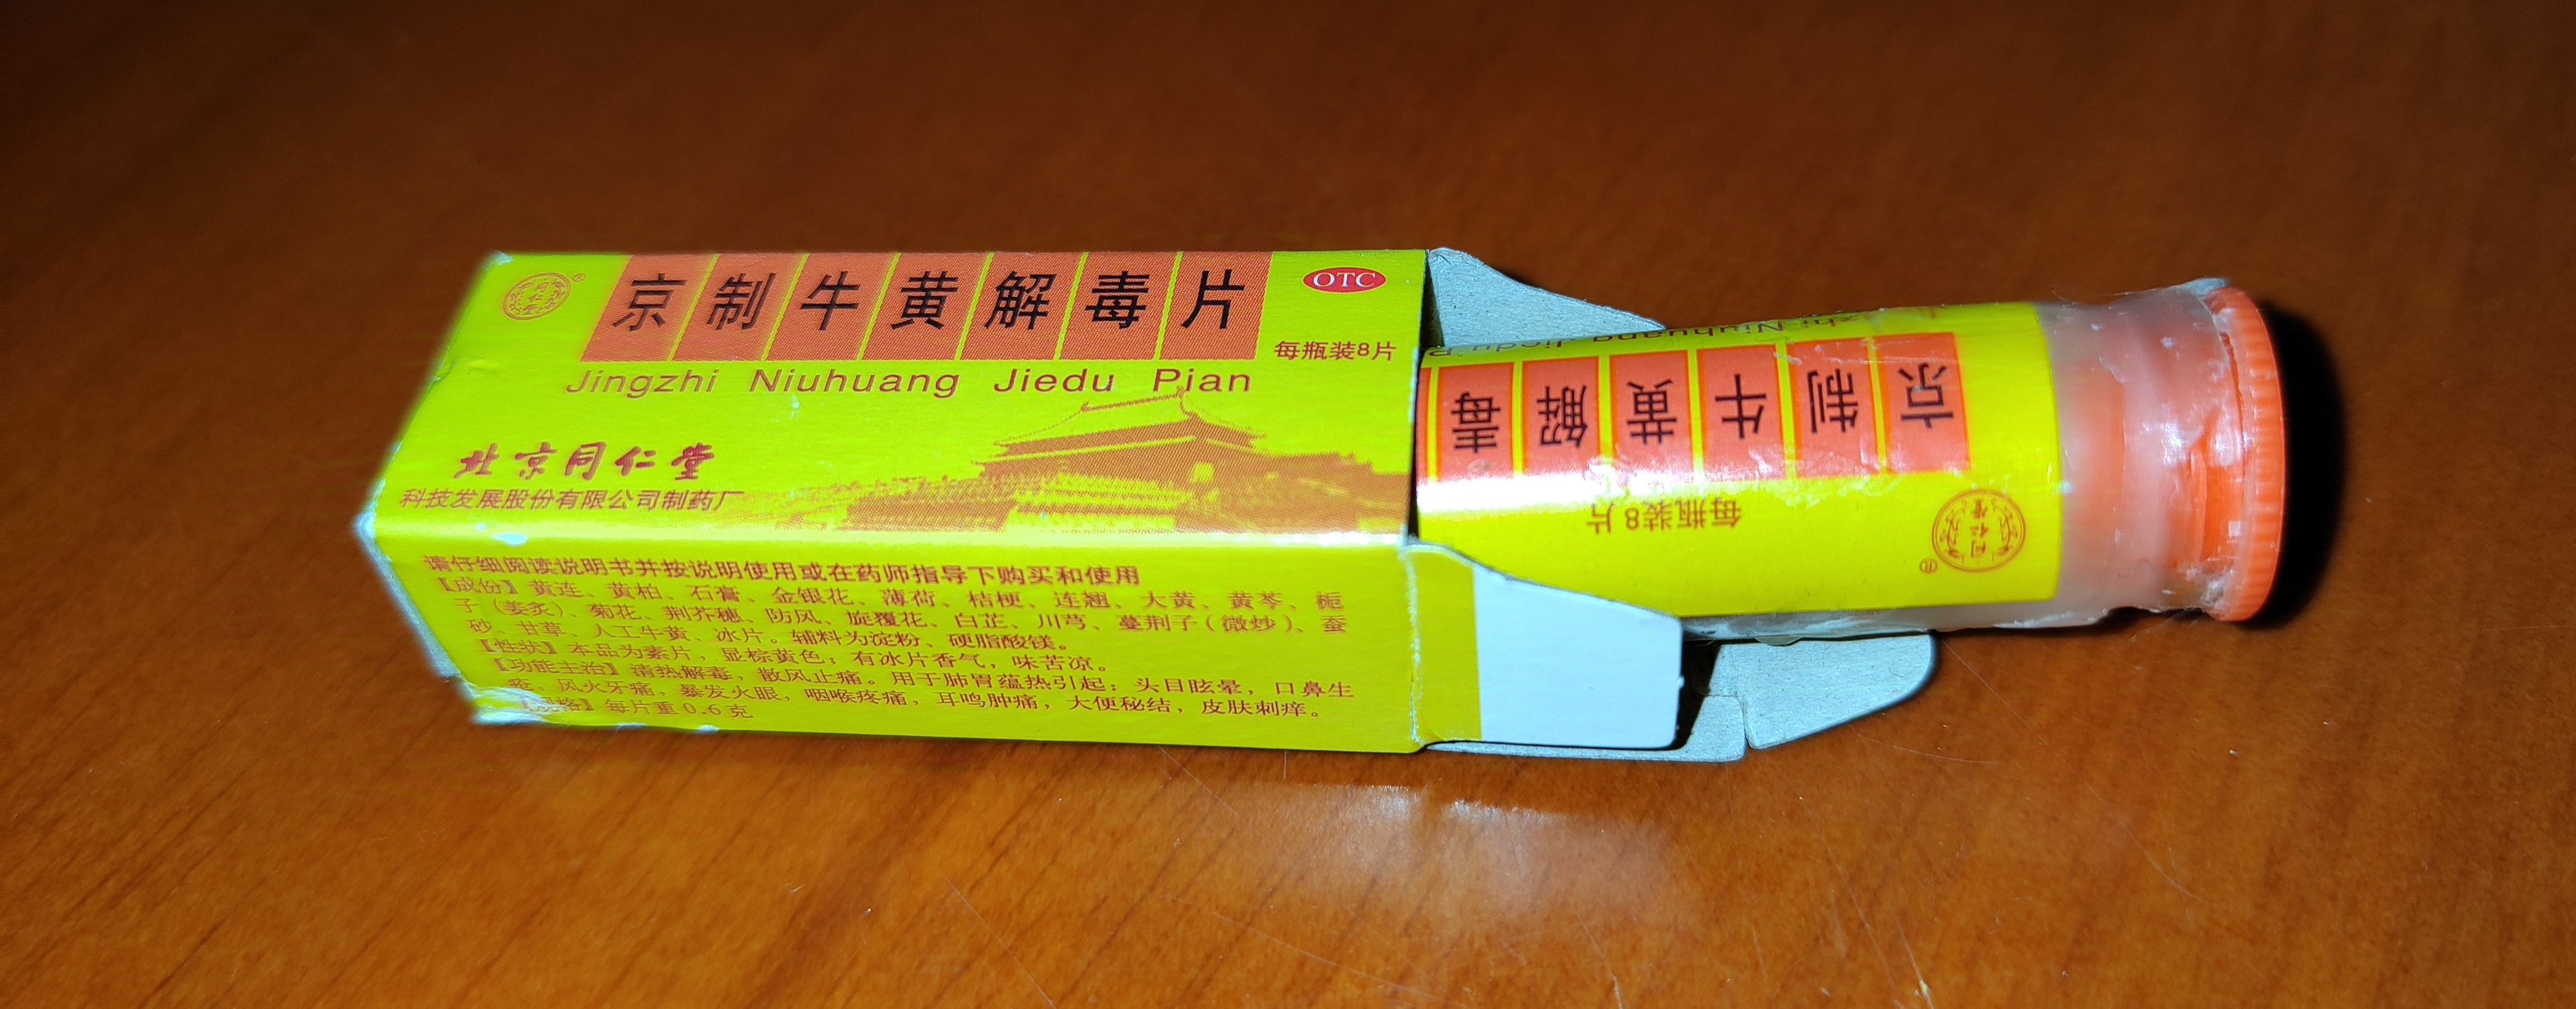 同仁堂
®
京制牛黄解毒片
OTC
每瓶装8片
Jingzhi Niuhuang Jiedu Pian
北京同仁堂
科技发展股份有限公司制药厂
请仔细阅读说明书并按说明使用或在药师指导下购买和使用
【成份】黄连、黄柏、石膏、金银花、薄荷、桔梗、连翘、大黄、黄芩、栀
子（姜炙）、菊花、荆芥穗、防风、旋覆花、白芷、川芎、蔓荆子（微炒）、蚕
砂、甘草、人工牛黄、冰片。辅料为淀粉、硬脂酸镁。
【性状】本品为素片，显棕黄色；有冰片香气，味苦凉。
【功能主治】清热解毒，散风止痛。用于肺胃蕴热引起：头目眩晕，口鼻生
疮，风火牙痛，暴发火眼，咽喉疼痛，耳鸣肿痛，大便秘结，皮肤刺痒。
【规格】每片重0.6克
同仁堂
®
每瓶装8片
京制牛黄解毒
zhi Niuhuang Jiedu P